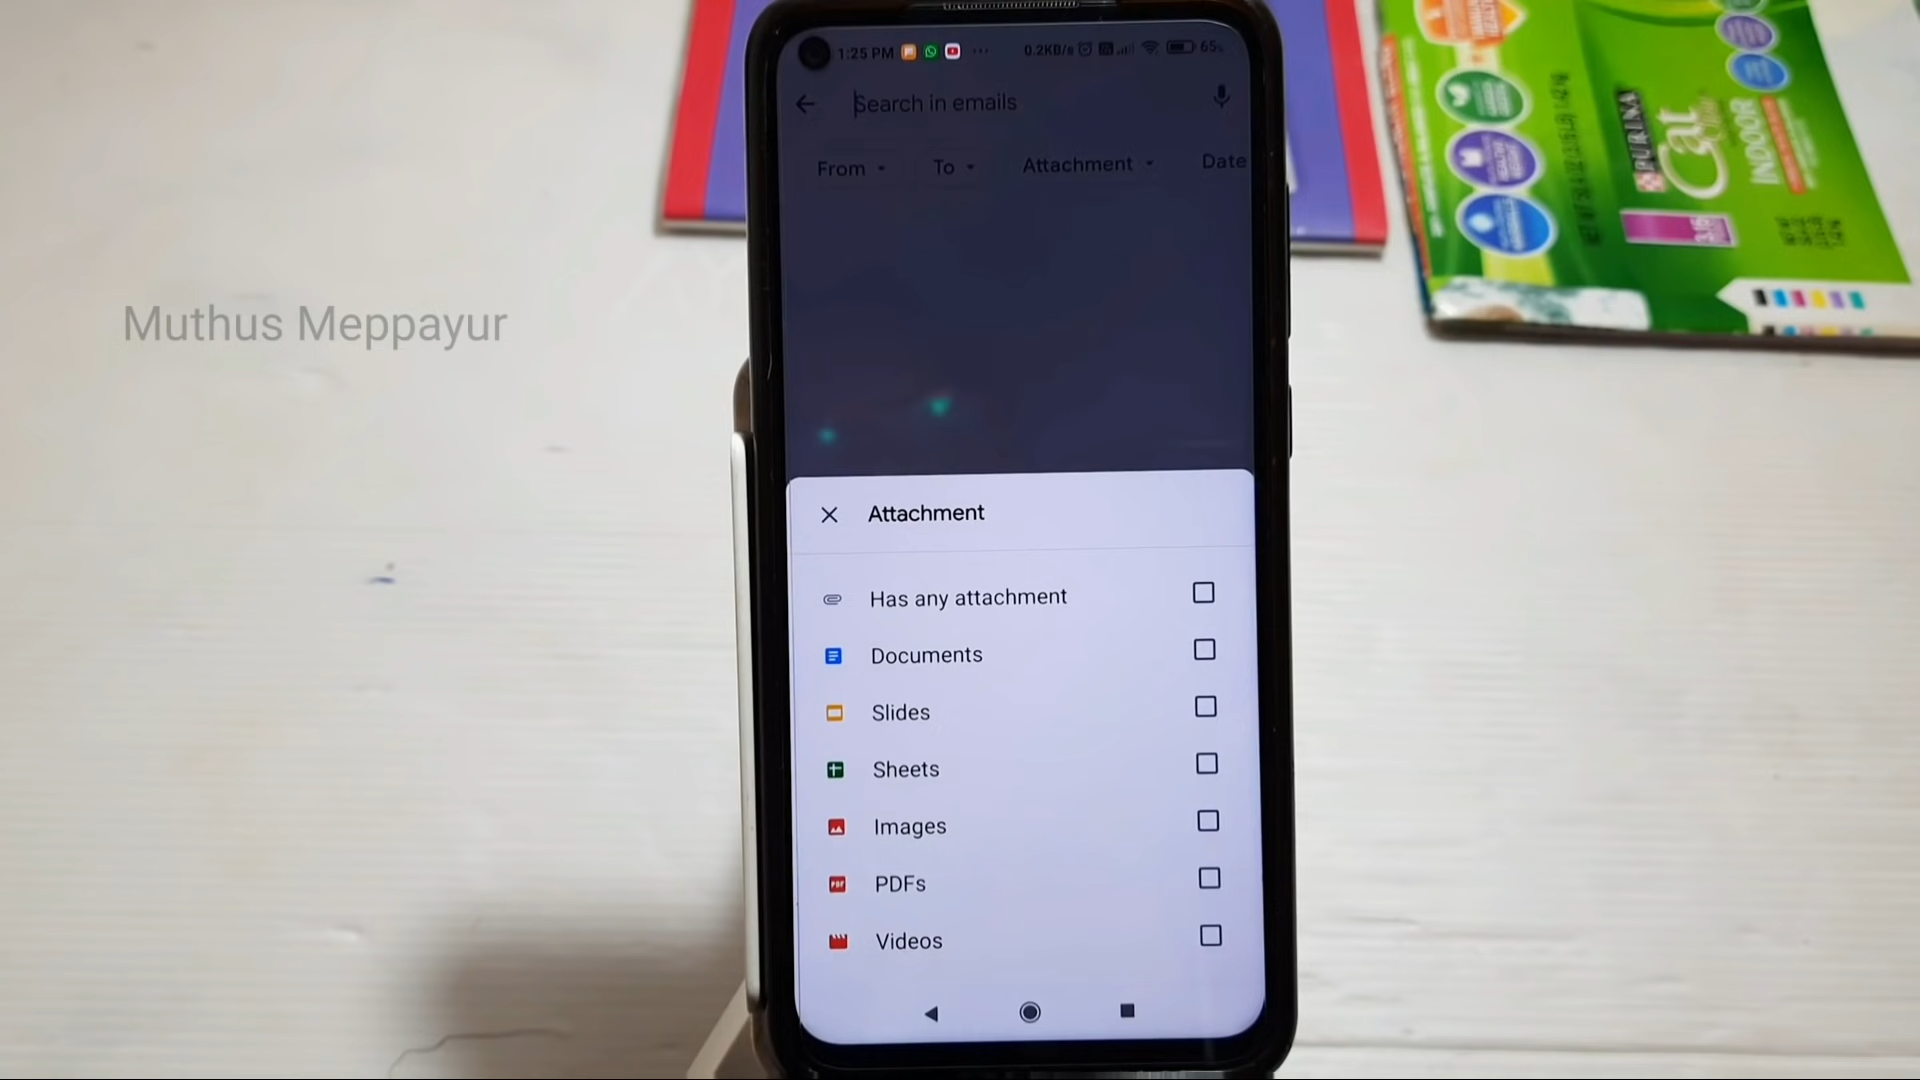 1:25 PM
0.2KB/s
65%
Search in emails
From
To
Attachment
Date
Muthus Meppayur
Attachment
Has any attachment
Documents
Slides
Sheets
Images
PDFs
PDF
Videos
PURINA
Cat
INDOOR